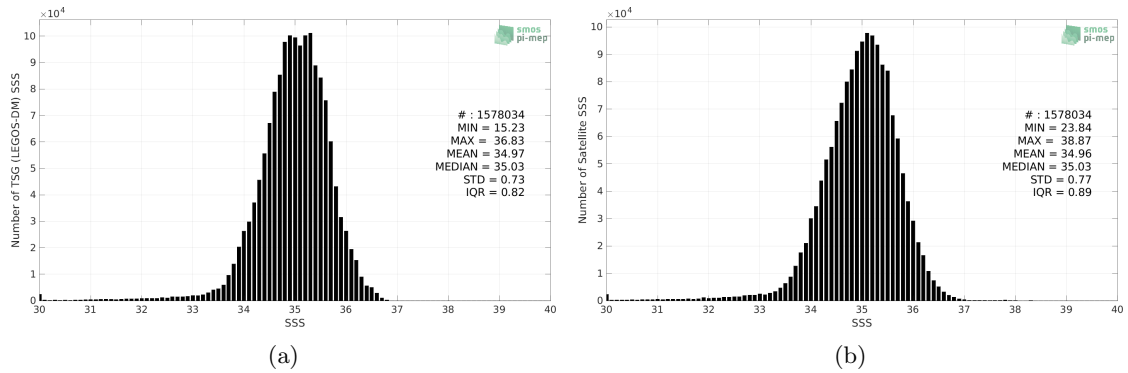 ×10⁴
smos
pi-mep
10
9
8
7
6
5
4
3
2
1
0
Number of TSG (LEGOS-DM) SSS
# : 1578034
MIN = 15.23
MAX = 36.83
MEAN = 34.97
MEDIAN = 35.03
STD = 0.73
IQR = 0.82
30 31 32 33 34 35 36 37 38 39 40
SSS
(a)
×10⁴
smos
pi-mep
10
9
8
7
6
5
4
3
2
1
0
Number of Satellite SSS
# : 1578034
MIN = 23.84
MAX = 38.87
MEAN = 34.96
MEDIAN = 35.03
STD = 0.77
IQR = 0.89
30 31 32 33 34 35 36 37 38 39 40
SSS
(b)